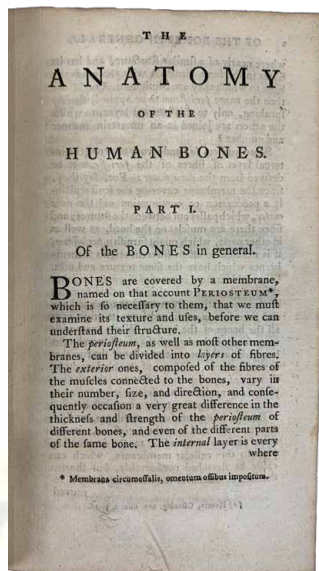 THE
ANATOMY
OF THE
HUMAN BONES.
PART I.
Of the BONES in general.
BONES are covered by a membrane,
named on that account PERIOSTEUM*,
which is ſo neceſſary to them, that we muſt
examine its texture and uſes, before we can
underſtand their ſtructure.
The perioſteum, as well as moſt other mem-
branes, can be divided into layers of fibres.
The exterior ones, compoſed of the fibres of
the muſcles connected to the bones, vary in
their number, ſize, and direction, and conſe-
quently occaſion a very great difference in the
thickneſs and ſtrength of the perioſteum of
different bones, and even of the different parts
of the ſame bone. The internal layer is every
where
* Membrana circumoſſalis, omentum oſſibus impoſitum.